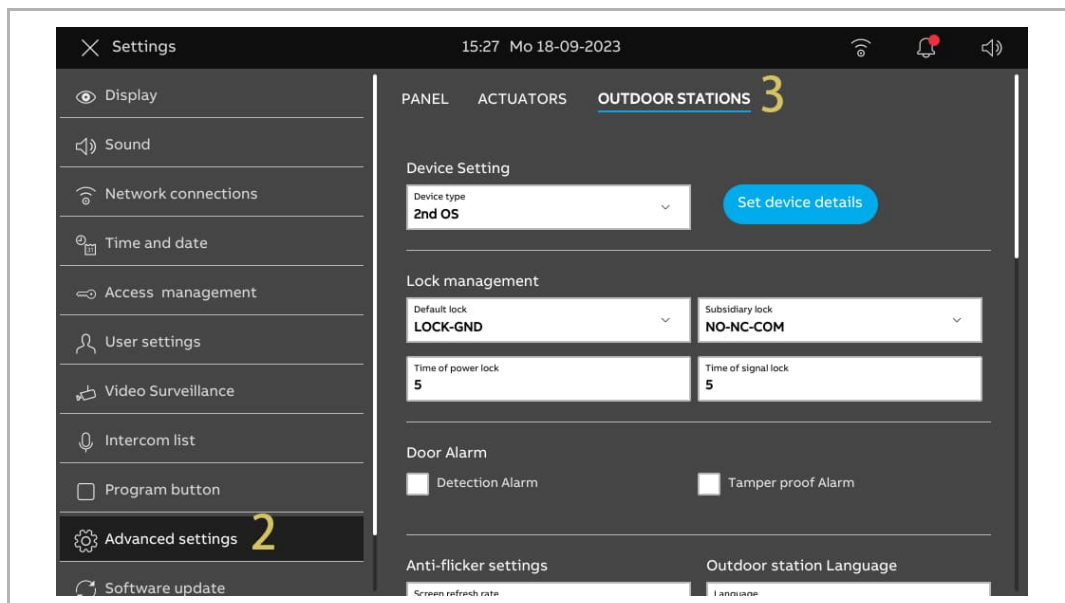 Settings
15:27 Mo 18-09-2023
Display
Sound
Network connections
Time and date
Access management
User settings
Video Surveillance
Intercom list
Program button
Advanced settings 2
Software update
PANEL ACTUATORS OUTDOOR STATIONS 3
Device Setting
Device type
2nd OS
Set device details
Lock management
Default lock
LOCK-GND
Subsidiary lock
NO-NC-COM
Time of power lock
5
Time of signal lock
5
Door Alarm
Detection Alarm
Tamper proof Alarm
Anti-flicker settings
Screen refresh rate
Outdoor station Language
Language